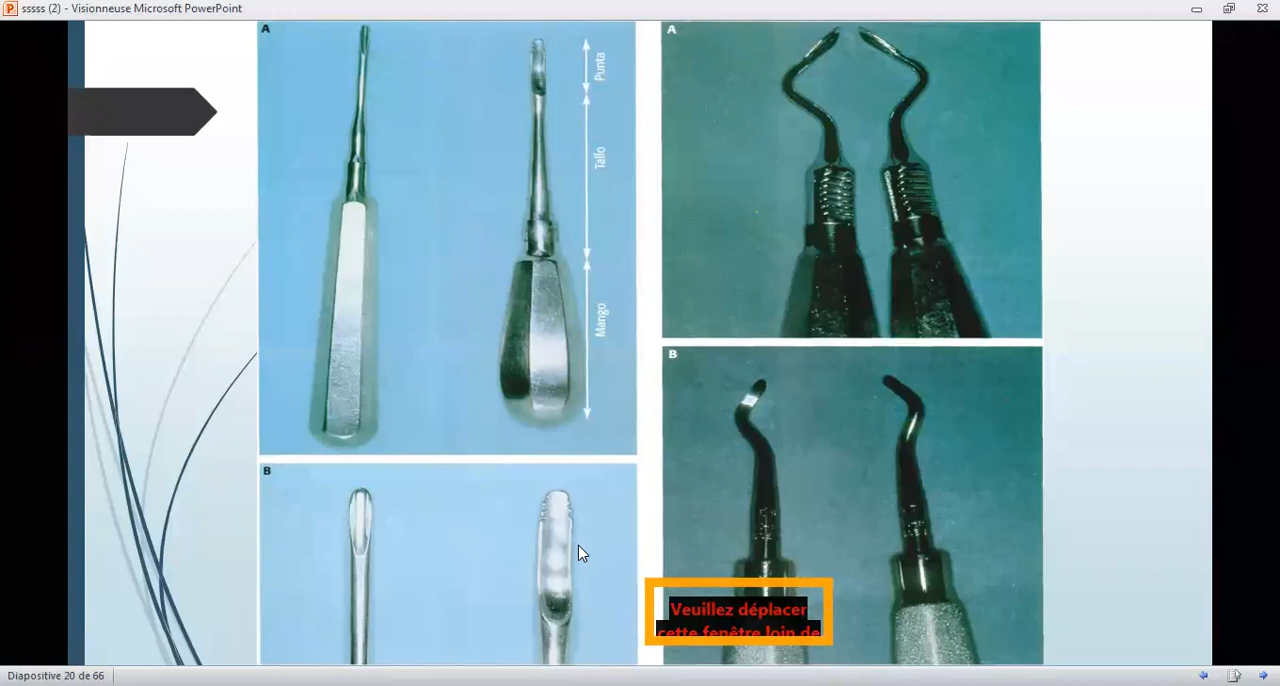 sssss (2) - Visionneuse Microsoft PowerPoint
A
Punta
Tallo
Mango
B
A
B
Veuillez déplacer
cette fenêtre loin de
Diapositive 20 de 66